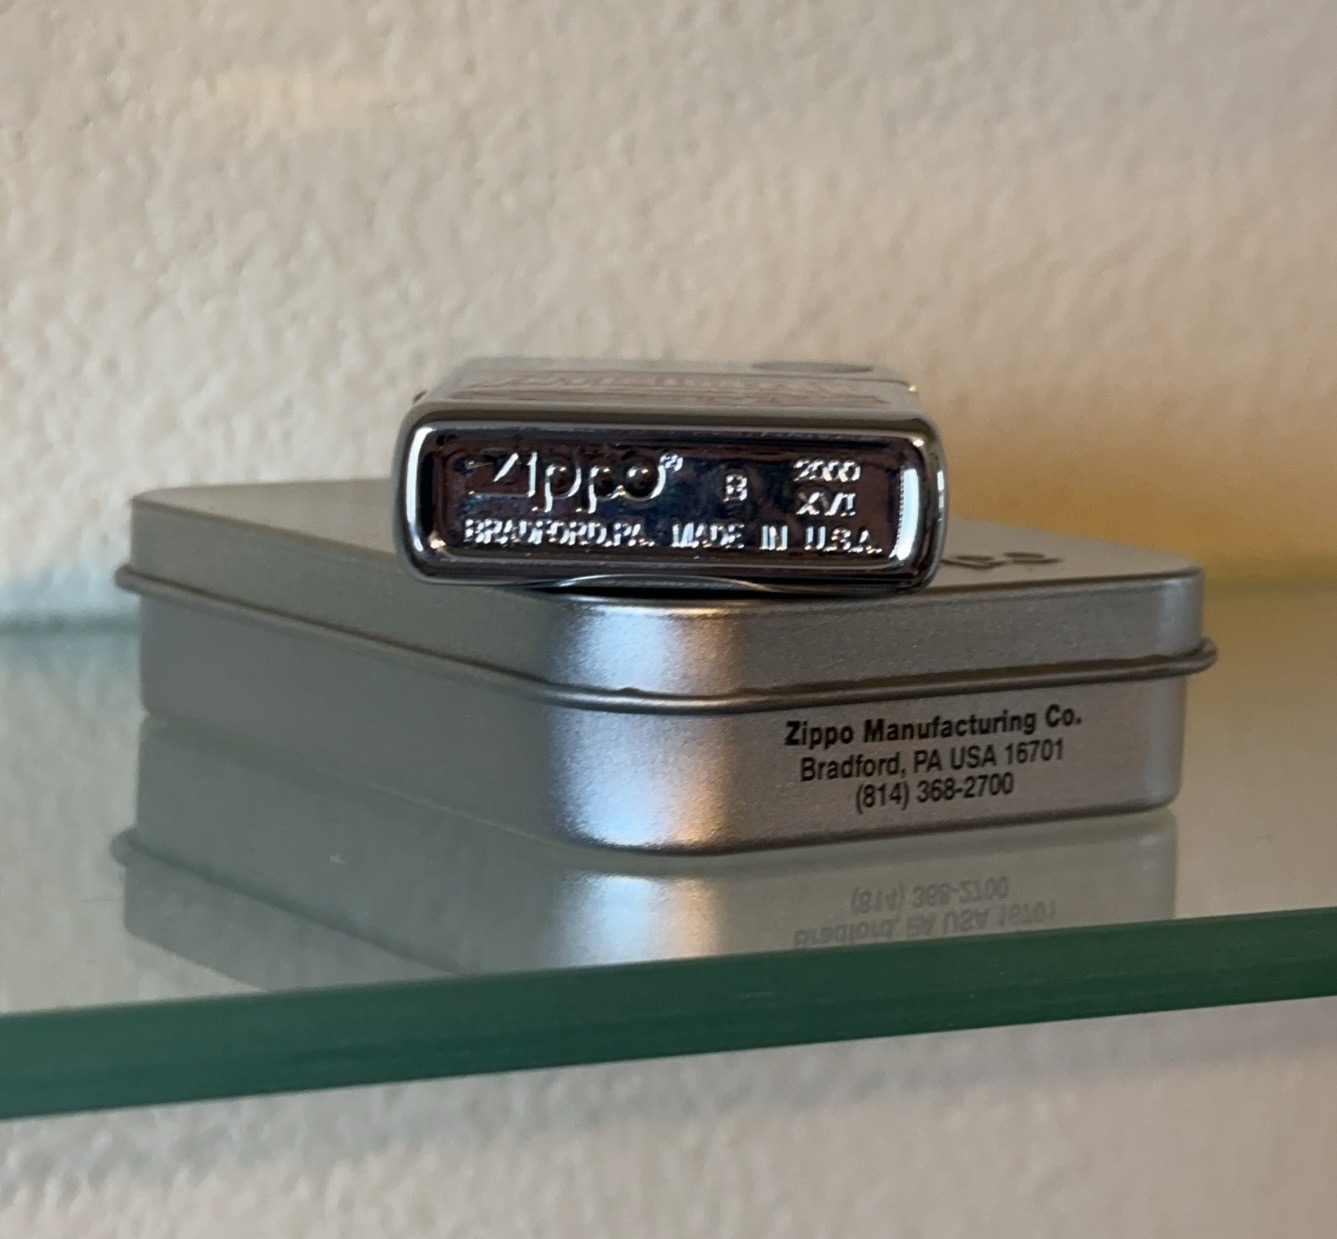 Zippo® B 2000
XVI
BRADFORD, PA. MADE IN U.S.A.
Zippo Manufacturing Co.
Bradford, PA USA 16701
(814) 368-2700